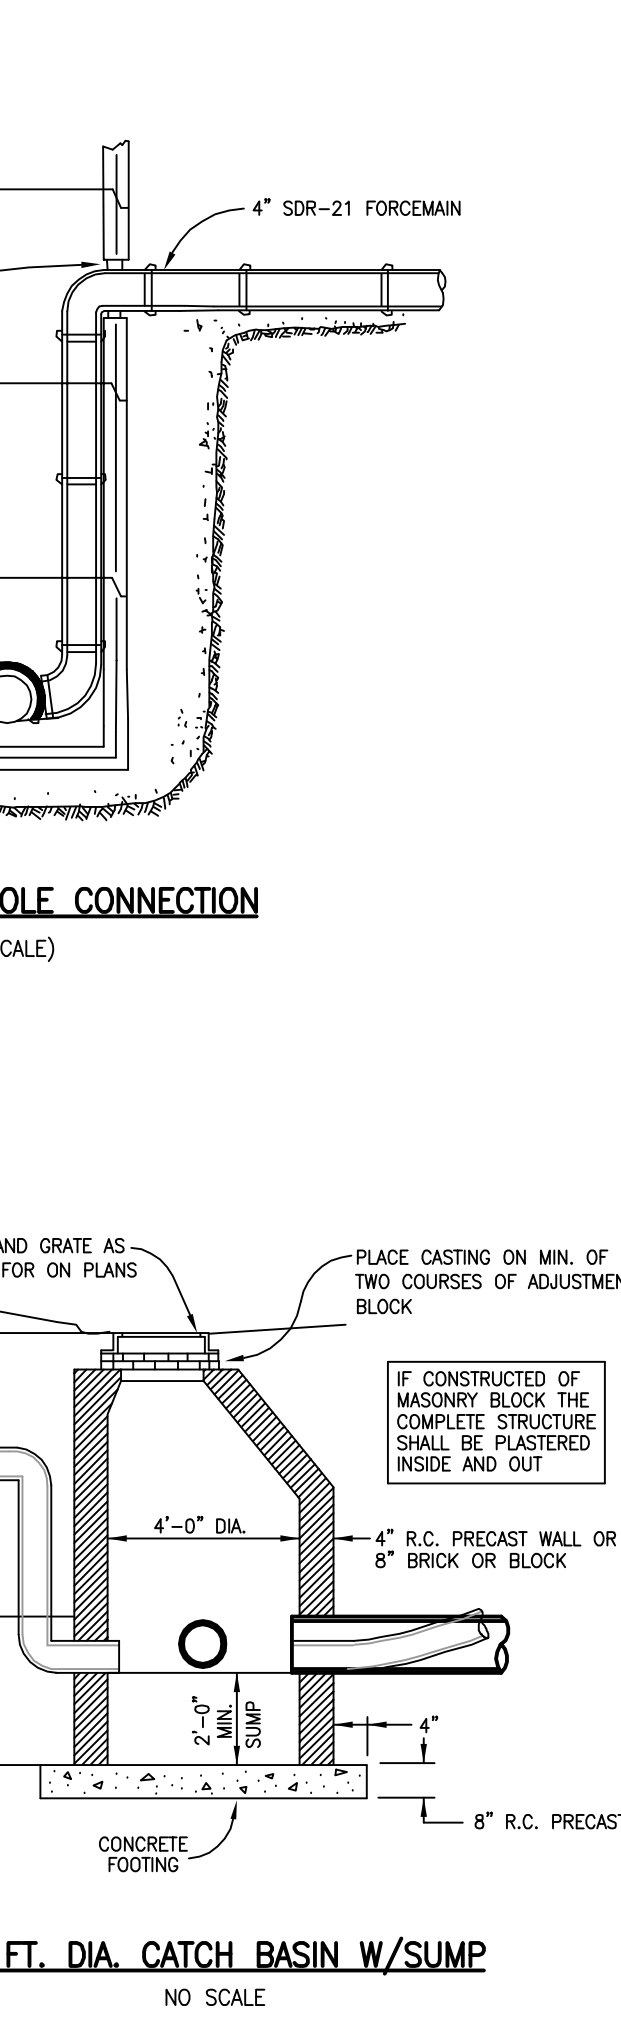 4" SDR-21 FORCEMAIN
OLE CONNECTION
CALE)
AND GRATE AS
FOR ON PLANS
PLACE CASTING ON MIN. OF
TWO COURSES OF ADJUSTMEN
BLOCK
IF CONSTRUCTED OF
MASONRY BLOCK THE
COMPLETE STRUCTURE
SHALL BE PLASTERED
INSIDE AND OUT
4'-0" DIA.
4" R.C. PRECAST WALL OR
8" BRICK OR BLOCK
2'-0"
MIN.
SUMP
4"
8" R.C. PRECAS
CONCRETE
FOOTING
FT. DIA. CATCH BASIN W/SUMP
NO SCALE